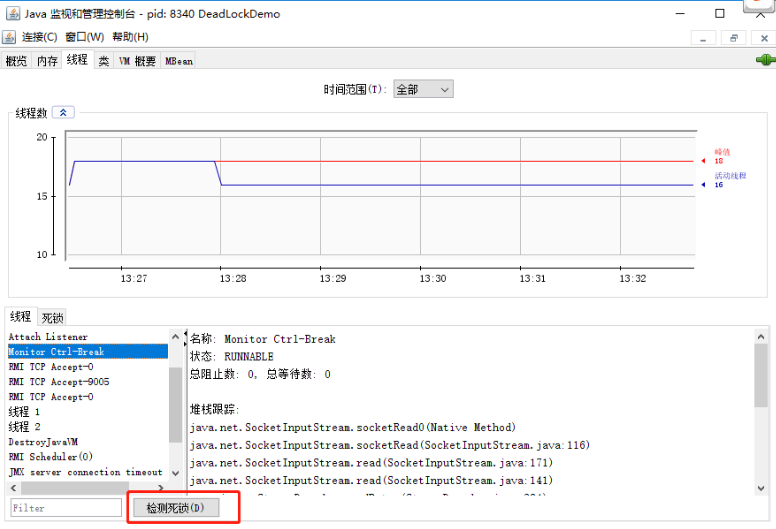 Java 监视和管理控制台 - pid: 8340 DeadLockDemo
连接(C) 窗口(W) 帮助(H)
概览 内存 线程 类 VM 概要 MBean
时间范围(T): 全部
线程数
20
15
10
峰值
18
活动线程
16
13:27 13:28 13:29 13:30 13:31 13:32
线程 死锁
Attach Listener
Monitor Ctrl-Break
RMI TCP Accept-0
RMI TCP Accept-9005
RMI TCP Accept-0
线程 1
线程 2
DestroyJavaVM
RMI Scheduler(0)
JMX server connection timeout
名称: Monitor Ctrl-Break
状态: RUNNABLE
总阻止数: 0, 总等待数: 0
堆栈跟踪:
java.net.SocketInputStream.socketRead0(Native Method)
java.net.SocketInputStream.socketRead(SocketInputStream.java:116)
java.net.SocketInputStream.read(SocketInputStream.java:171)
java.net.SocketInputStream.read(SocketInputStream.java:141)
Filter
检测死锁(D)